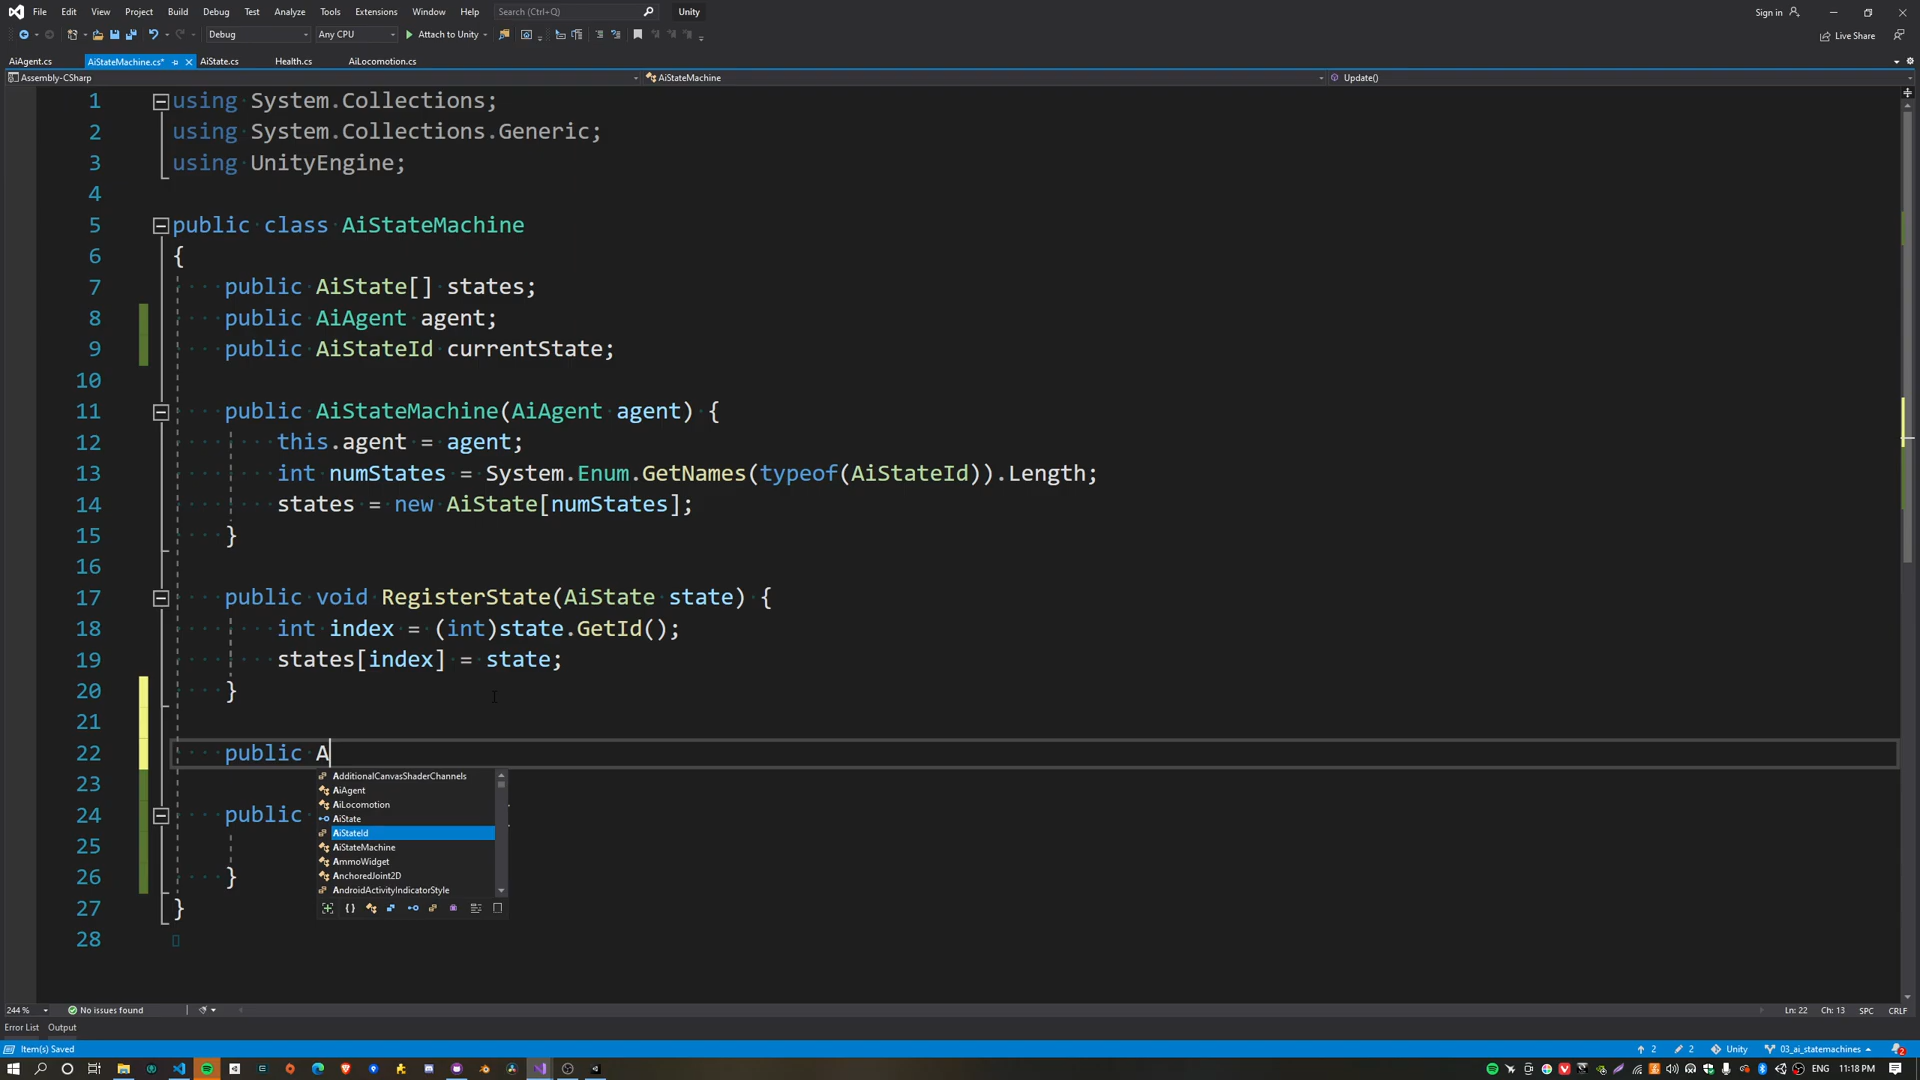 File Edit View Project Build Debug Test Analyze Tools Extensions Window Help Search (Ctrl+Q) Unity Sign in
Debug Any CPU Attach to Unity Live Share
AiAgent.cs AiStateMachine.cs* AiState.cs Health.cs AiLocomotion.cs
Assembly-CSharp AiStateMachine Update()
1 using System.Collections;
2 using System.Collections.Generic;
3 using UnityEngine;
4
5 public class AiStateMachine
6 {
7 public AiState[] states;
8 public AiAgent agent;
9 public AiStateId currentState;
10
11 public AiStateMachine(AiAgent agent) {
12 this.agent = agent;
13 int numStates = System.Enum.GetNames(typeof(AiStateId)).Length;
14 states = new AiState[numStates];
15 }
16
17 public void RegisterState(AiState state) {
18 int index = (int)state.GetId();
19 states[index] = state;
20 }
21
22 public A
AdditionalCanvasShaderChannels
23 AiAgent
AiLocomotion
24 public AiState
AiStateId
25 AiStateMachine
AmmoWidget
26 } AnchoredJoint2D
AndroidActivityIndicatorStyle
27 }
28
244 % No issues found Ln: 22 Ch: 13 SPC CRLF
Error List Output
Item(s) Saved 2 2 Unity 03_ai_statemachines 2
ENG 11:18 PM